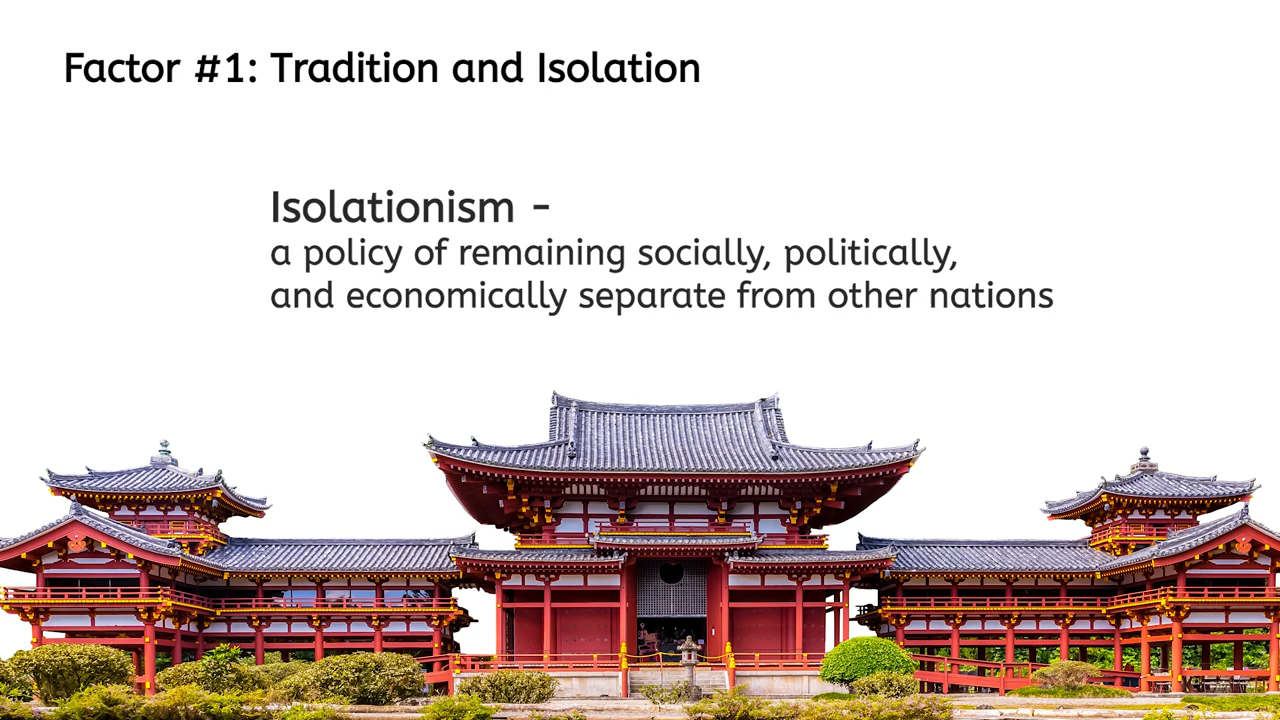 Factor #1: Tradition and Isolation
Isolationism -
a policy of remaining socially, politically,
and economically separate from other nations